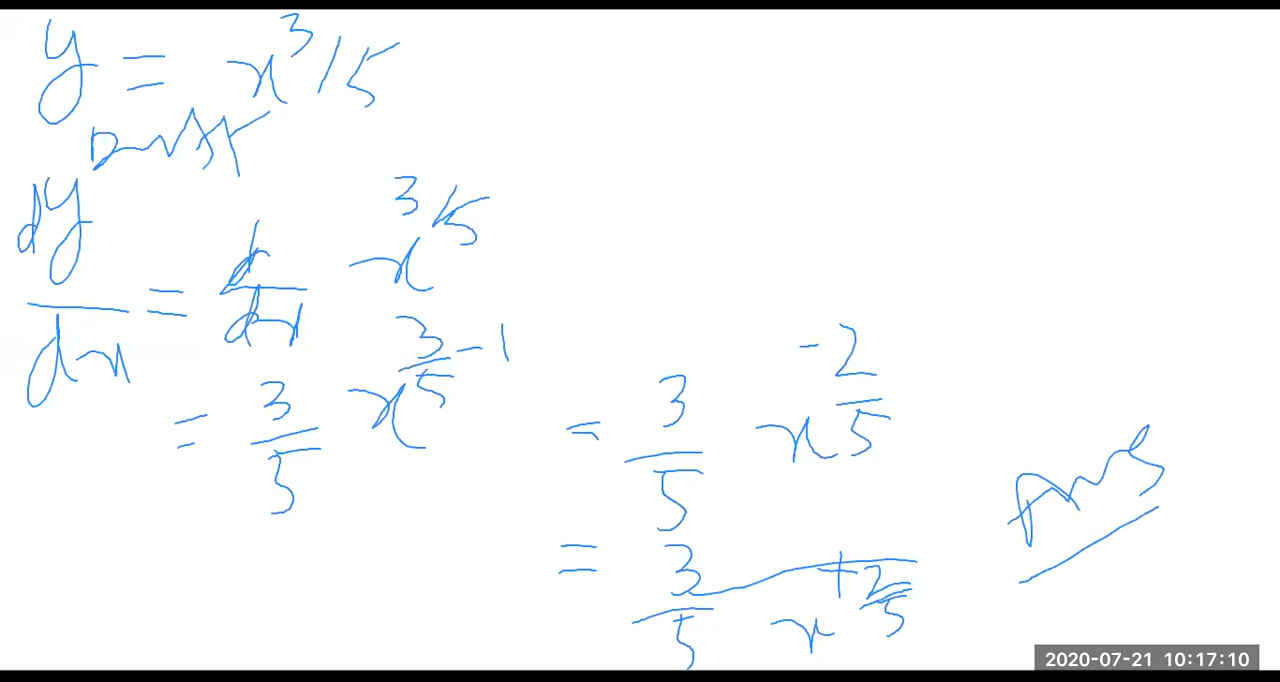 y = x^3/5
D w.r.t x
dy/dx = d/dx x^3/5
= 3/5 x^(3/5 - 1) = 3/5 x^(-2/5)
= 3/5 x^(+2/5)
Ans
2020-07-21 10:17:10